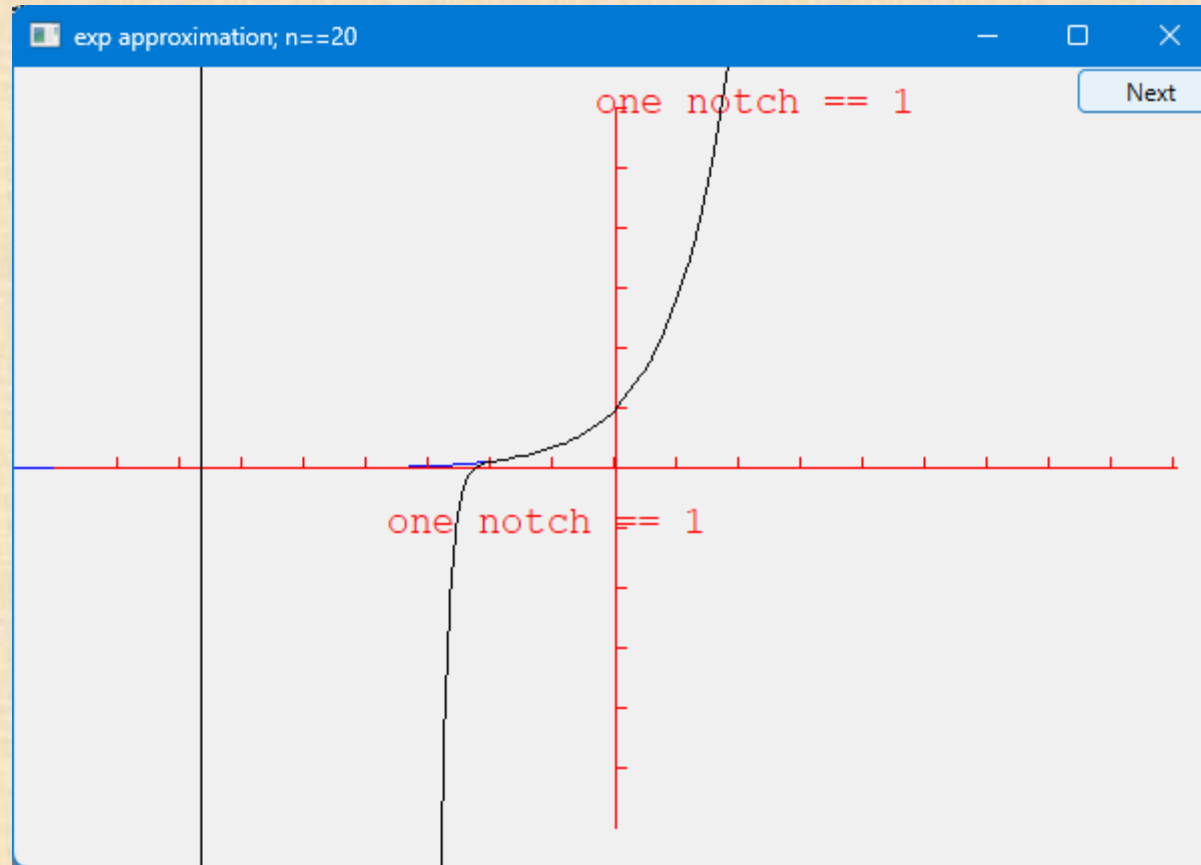 exp approximation; n==20
one notch == 1
Next
one notch == 1